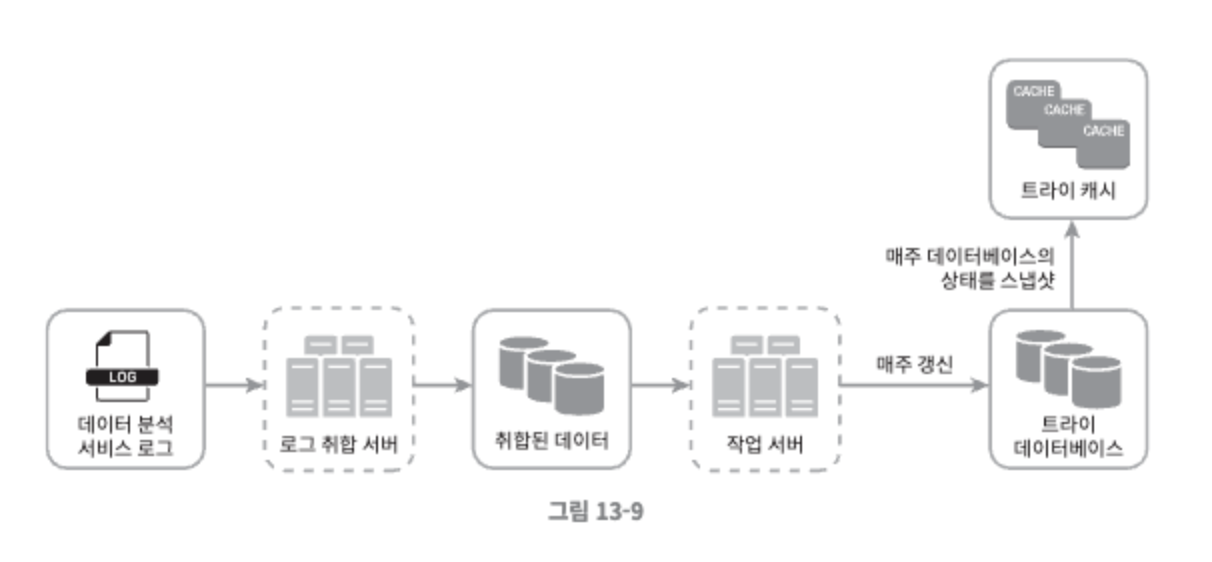 CACHE
CACHE
CACHE
트라이 캐시
매주 데이터베이스의
상태를 스냅샷
LOG
데이터 분석
서비스 로그
로그 취합 서버
취합된 데이터
작업 서버
매주 갱신
트라이
데이터베이스
그림 13-9